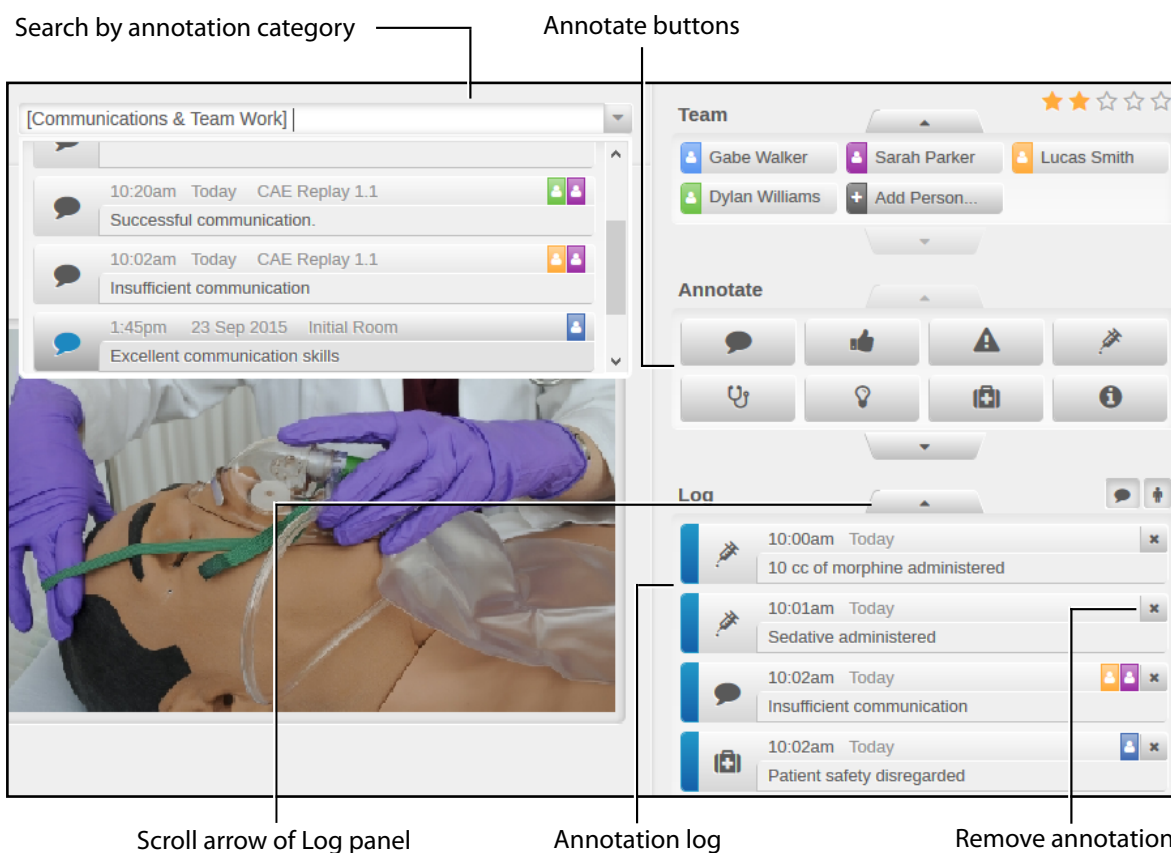 Search by annotation category
Annotate buttons
[Communications & Team Work]
10:20am Today CAE Replay 1.1
Successful communication.
10:02am Today CAE Replay 1.1
Insufficient communication
1:45pm 23 Sep 2015 Initial Room
Excellent communication skills
Team
Gabe Walker
Sarah Parker
Lucas Smith
Dylan Williams
Add Person...
Annotate
Log
10:00am Today
10 cc of morphine administered
10:01am Today
Sedative administered
10:02am Today
Insufficient communication
10:02am Today
Patient safety disregarded
Scroll arrow of Log panel
Annotation log
Remove annotation